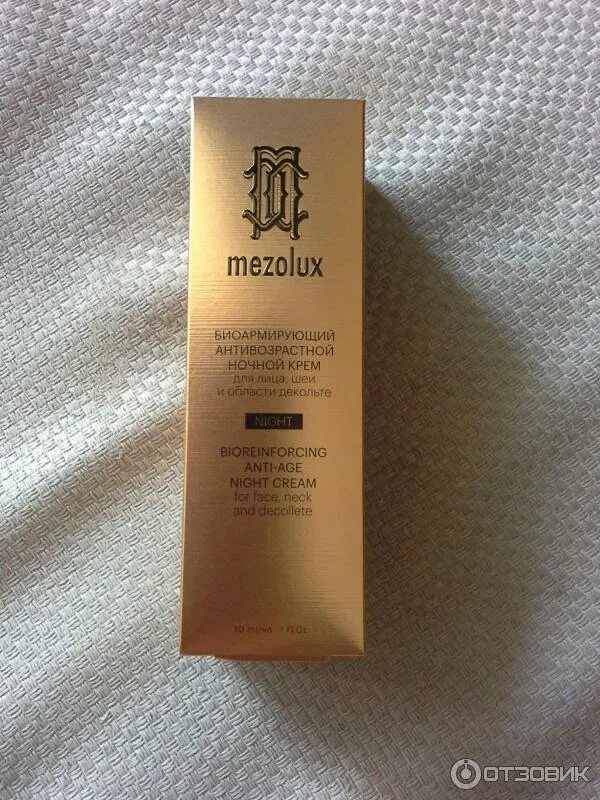 mezolux
БИОАРМИРУЮЩИЙ
АНТИВОЗРАСТНОЙ
НОЧНОЙ КРЕМ
для лица, шеи
и области декольте
NIGHT
BIOREINFORCING
ANTI-AGE
NIGHT CREAM
for face, neck
and decollete
30 ml/мл 1 Fl Oz
ОТЗОВИК